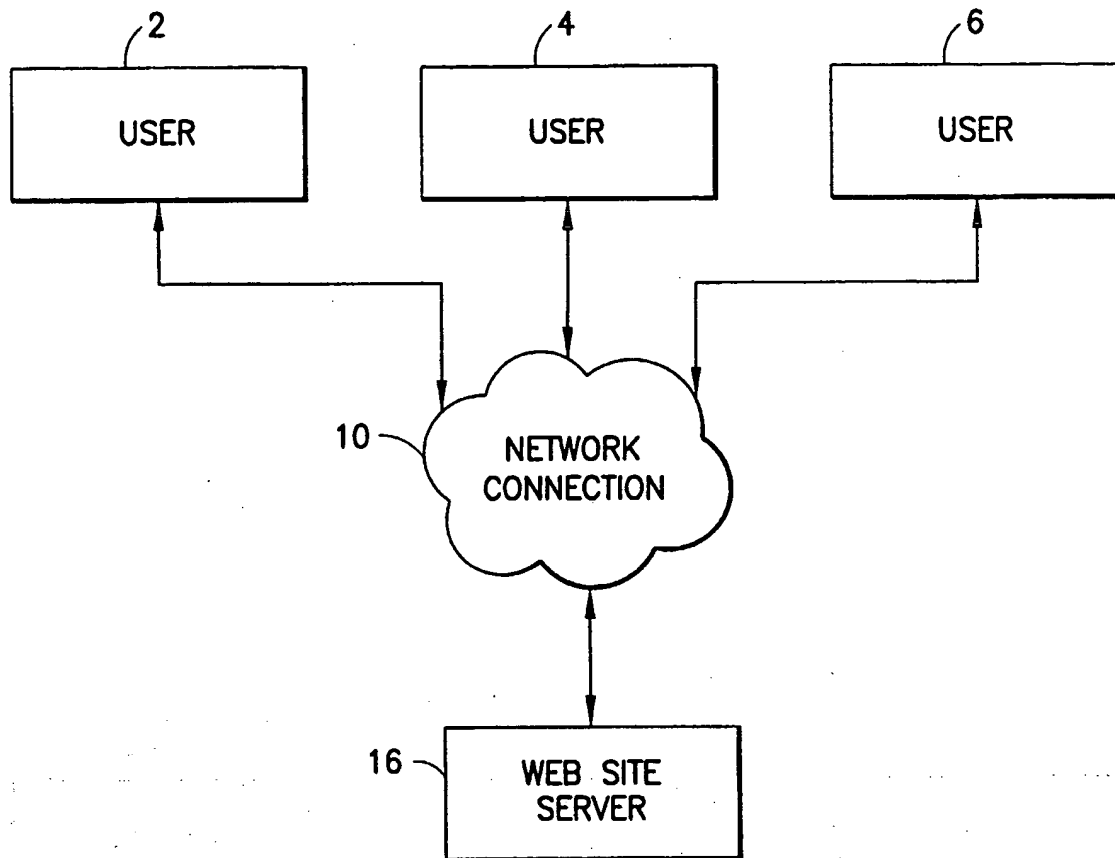 2
4
6
USER
USER
USER
10
NETWORK
CONNECTION
16
WEB SITE
SERVER